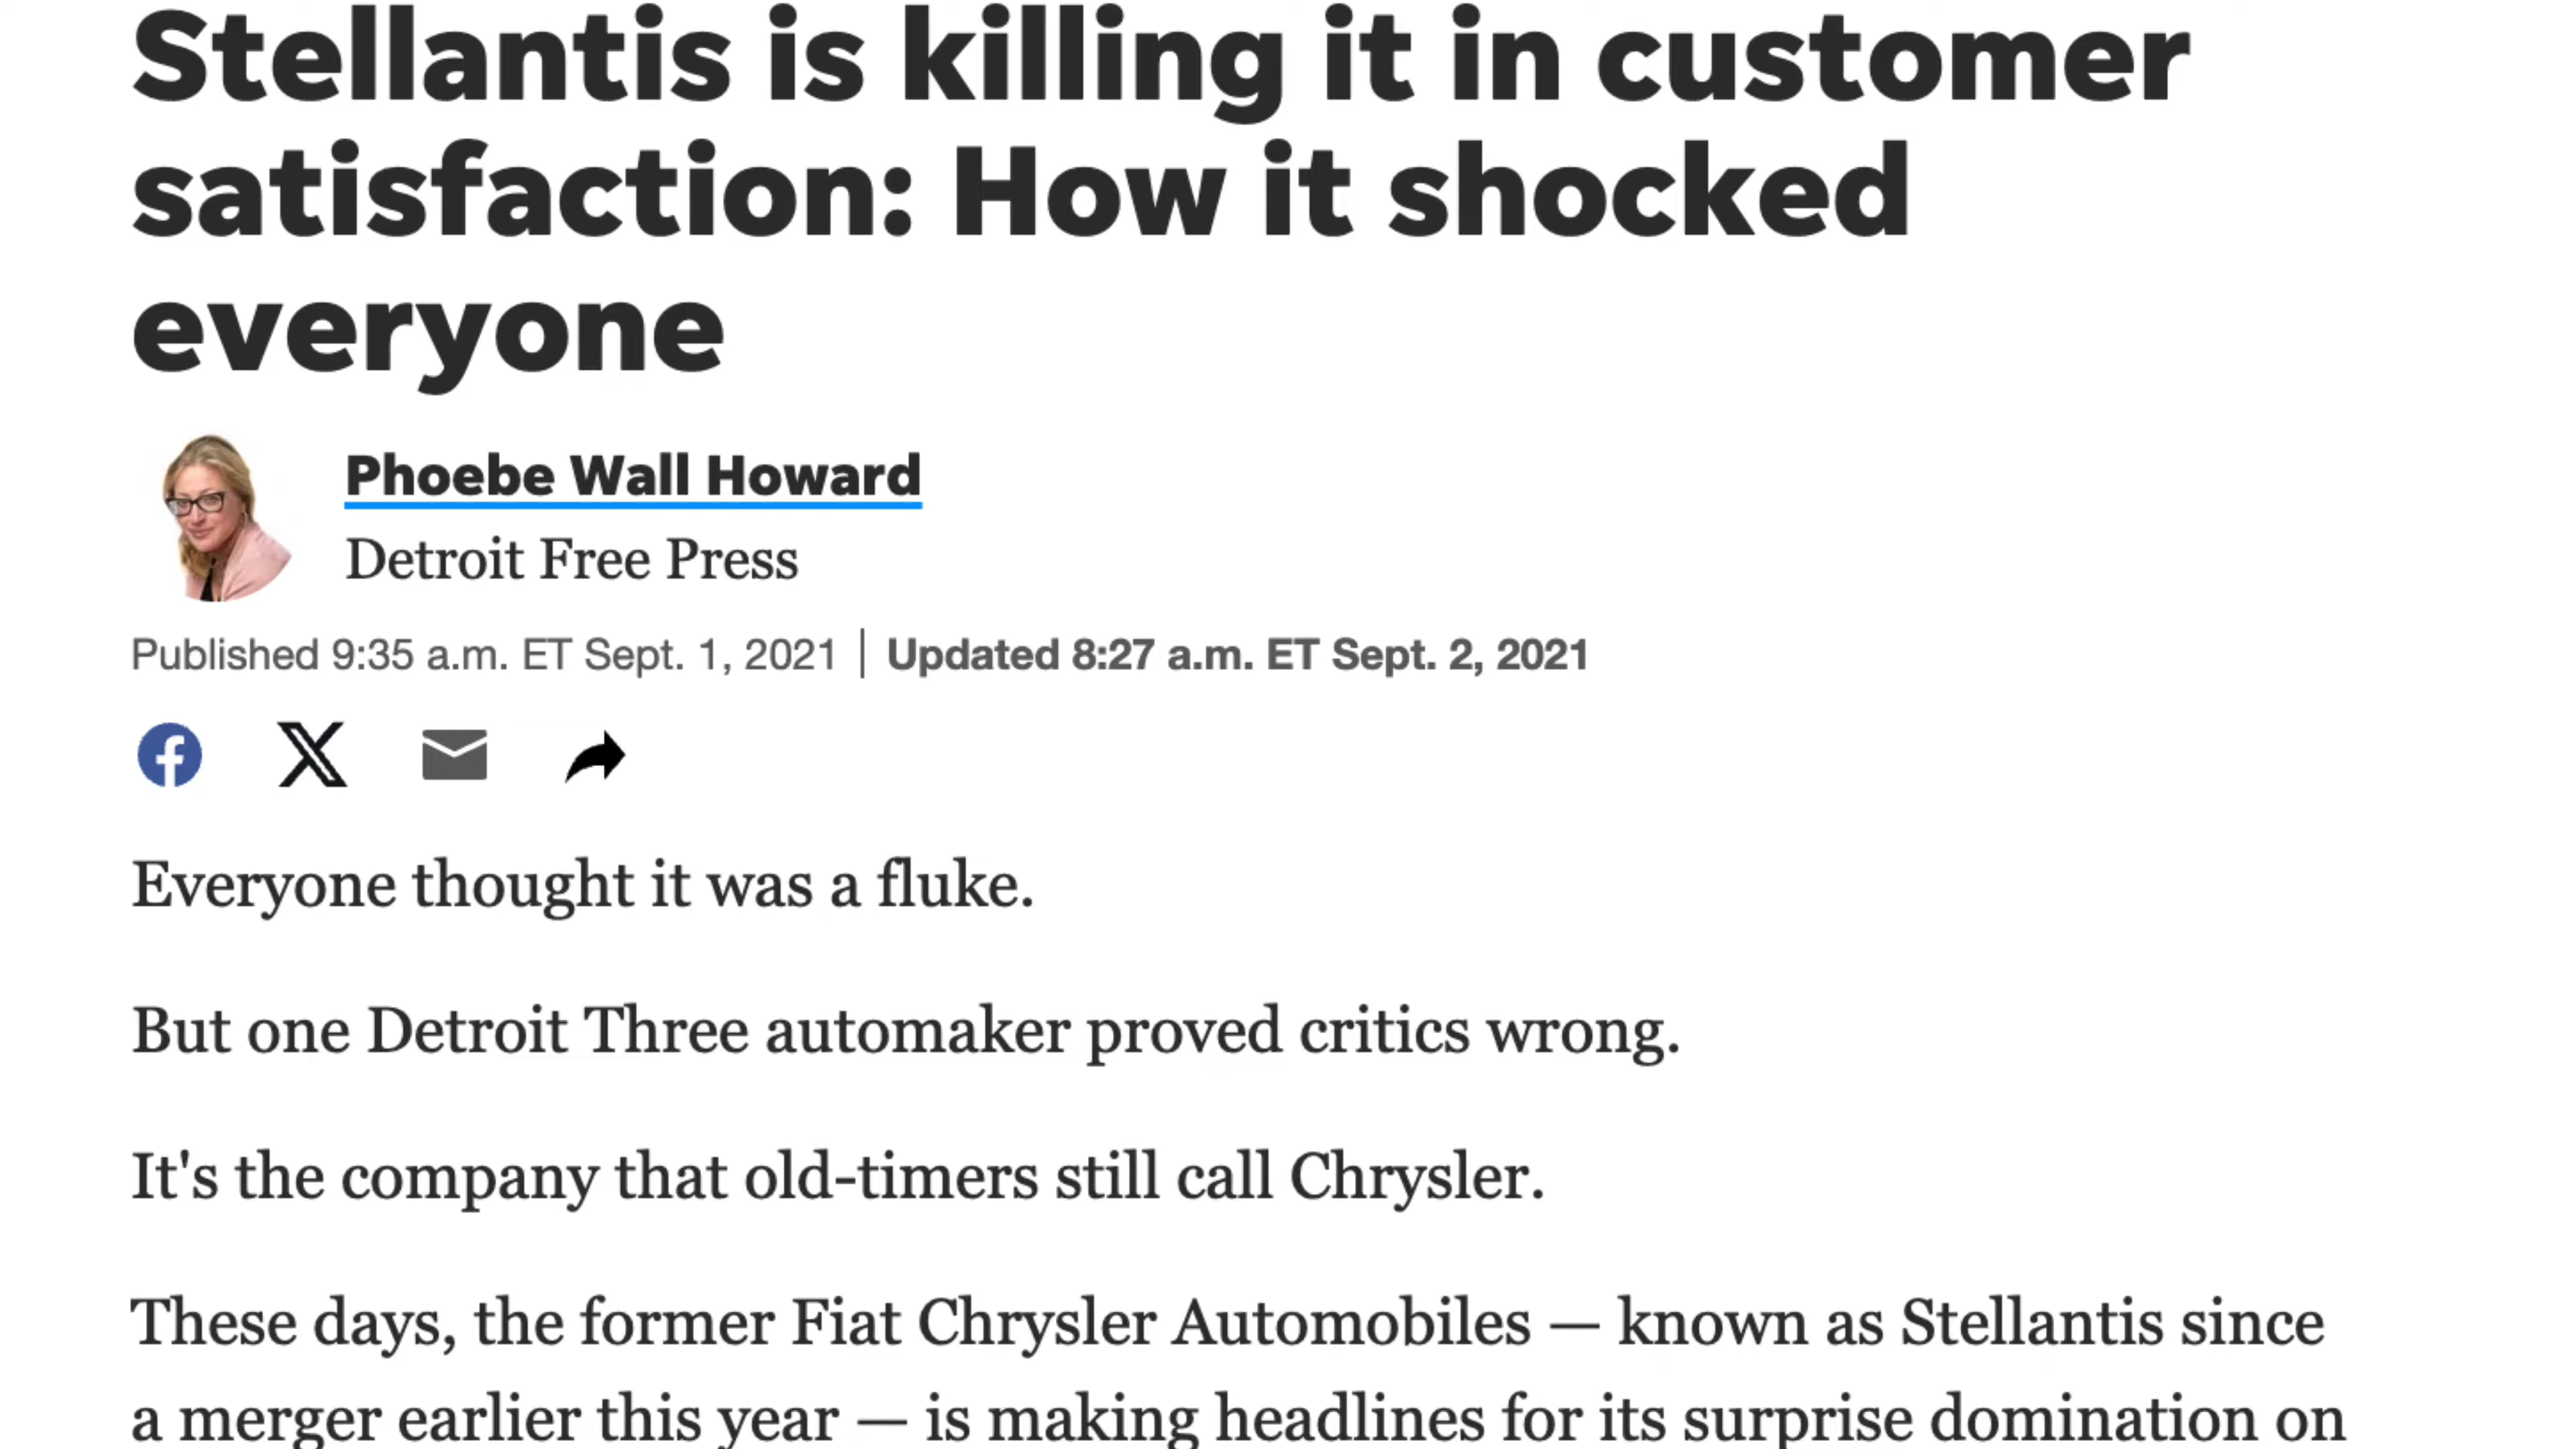 Stellantis is killing it in customer
satisfaction: How it shocked
everyone
Phoebe Wall Howard
Detroit Free Press
Published 9:35 a.m. ET Sept. 1, 2021 | Updated 8:27 a.m. ET Sept. 2, 2021
Everyone thought it was a fluke.
But one Detroit Three automaker proved critics wrong.
It's the company that old-timers still call Chrysler.
These days, the former Fiat Chrysler Automobiles — known as Stellantis since
a merger earlier this year — is making headlines for its surprise domination on